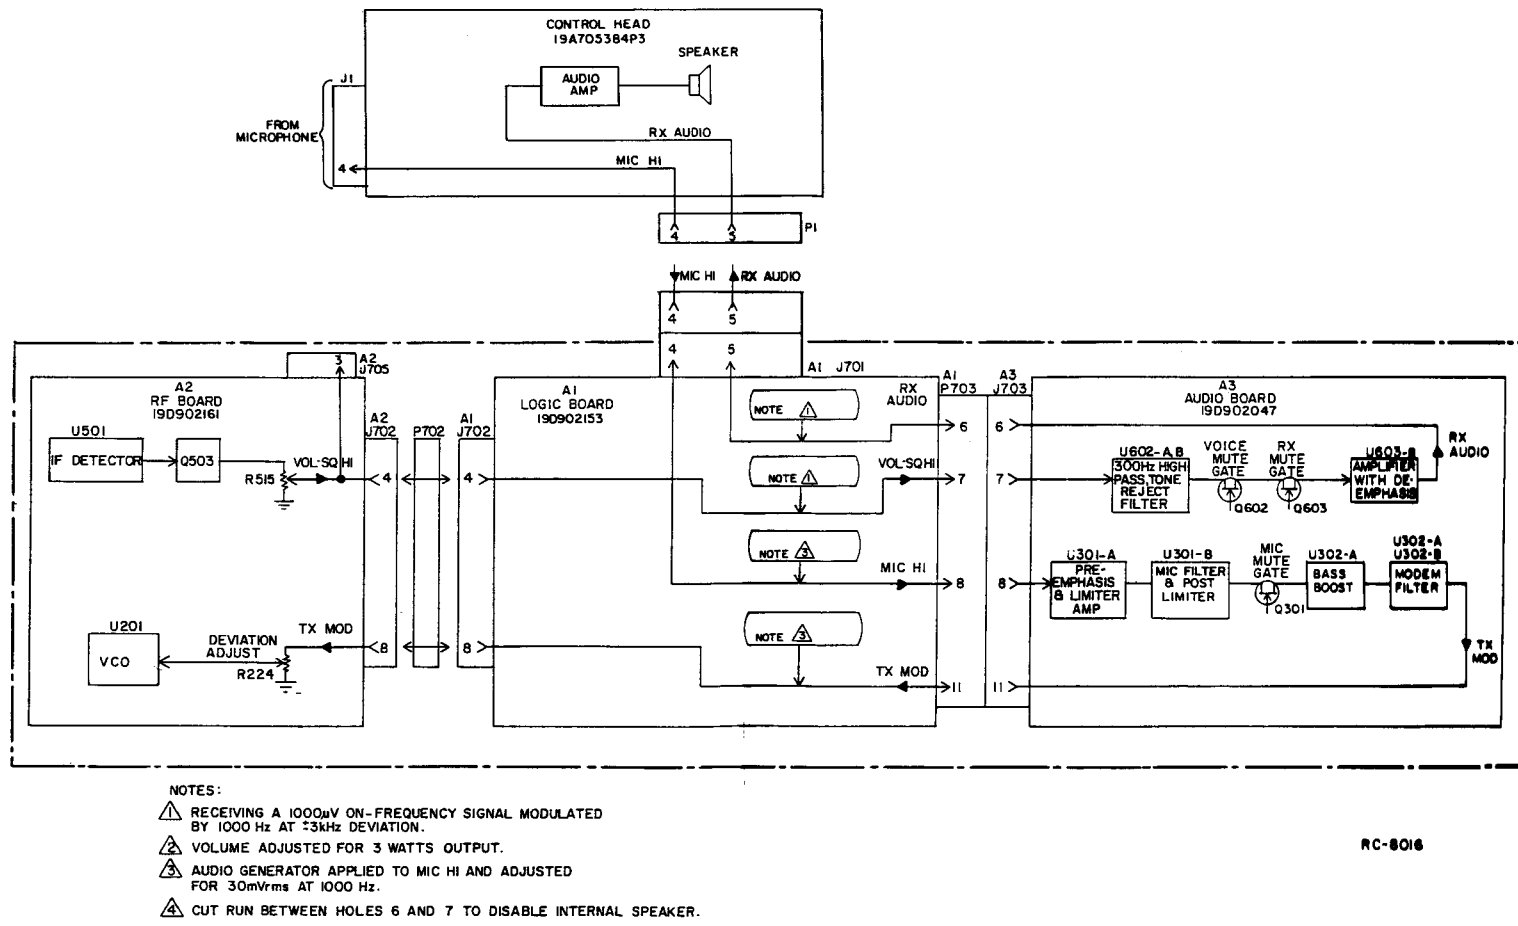 CONTROL HEAD
19A705384P3
SPEAKER
AUDIO
AMP
J1
FROM
MICROPHONE
RX AUDIO
MIC HI
4
4
5
P1
MIC HI
RX AUDIO
4
5
4
5
A1 J701
3
A2
J705
A2
RF BOARD
19D902161
U501
IF DETECTOR
Q503
R515
VOL-SQ HI
A2
J702
P702
A1
J702
4
4
U201
VCO
DEVIATION
ADJUST
R224
TX MOD
8
8
A1
LOGIC BOARD
19D902153
NOTE 1
RX
AUDIO
NOTE 1
VOL-SQHI
NOTE 3
MIC HI
NOTE 3
TX MOD
A1
P703
A3
J703
6
6
7
7
8
8
11
11
A3
AUDIO BOARD
19D902047
U602-A,B
300Hz HIGH
PASS, TONE
REJECT
FILTER
VOICE
MUTE
GATE
Q602
RX
MUTE
GATE
Q603
U603-B
AMPLIFIER
WITH DE-
EMPHASIS
RX
AUDIO
U301-A
PRE-
EMPHASIS
& LIMITER
AMP
U301-B
MIC FILTER
& POST
LIMITER
MIC
MUTE
GATE
Q301
U302-A
BASS
BOOST
U302-A
U302-B
MODEM
FILTER
TX
MOD
NOTES:
1 RECEIVING A 1000µV ON-FREQUENCY SIGNAL MODULATED
BY 1000 Hz AT ±3kHz DEVIATION.
2 VOLUME ADJUSTED FOR 3 WATTS OUTPUT.
3 AUDIO GENERATOR APPLIED TO MIC HI AND ADJUSTED
FOR 30mVrms AT 1000 Hz.
4 CUT RUN BETWEEN HOLES 6 AND 7 TO DISABLE INTERNAL SPEAKER.
RC-8016